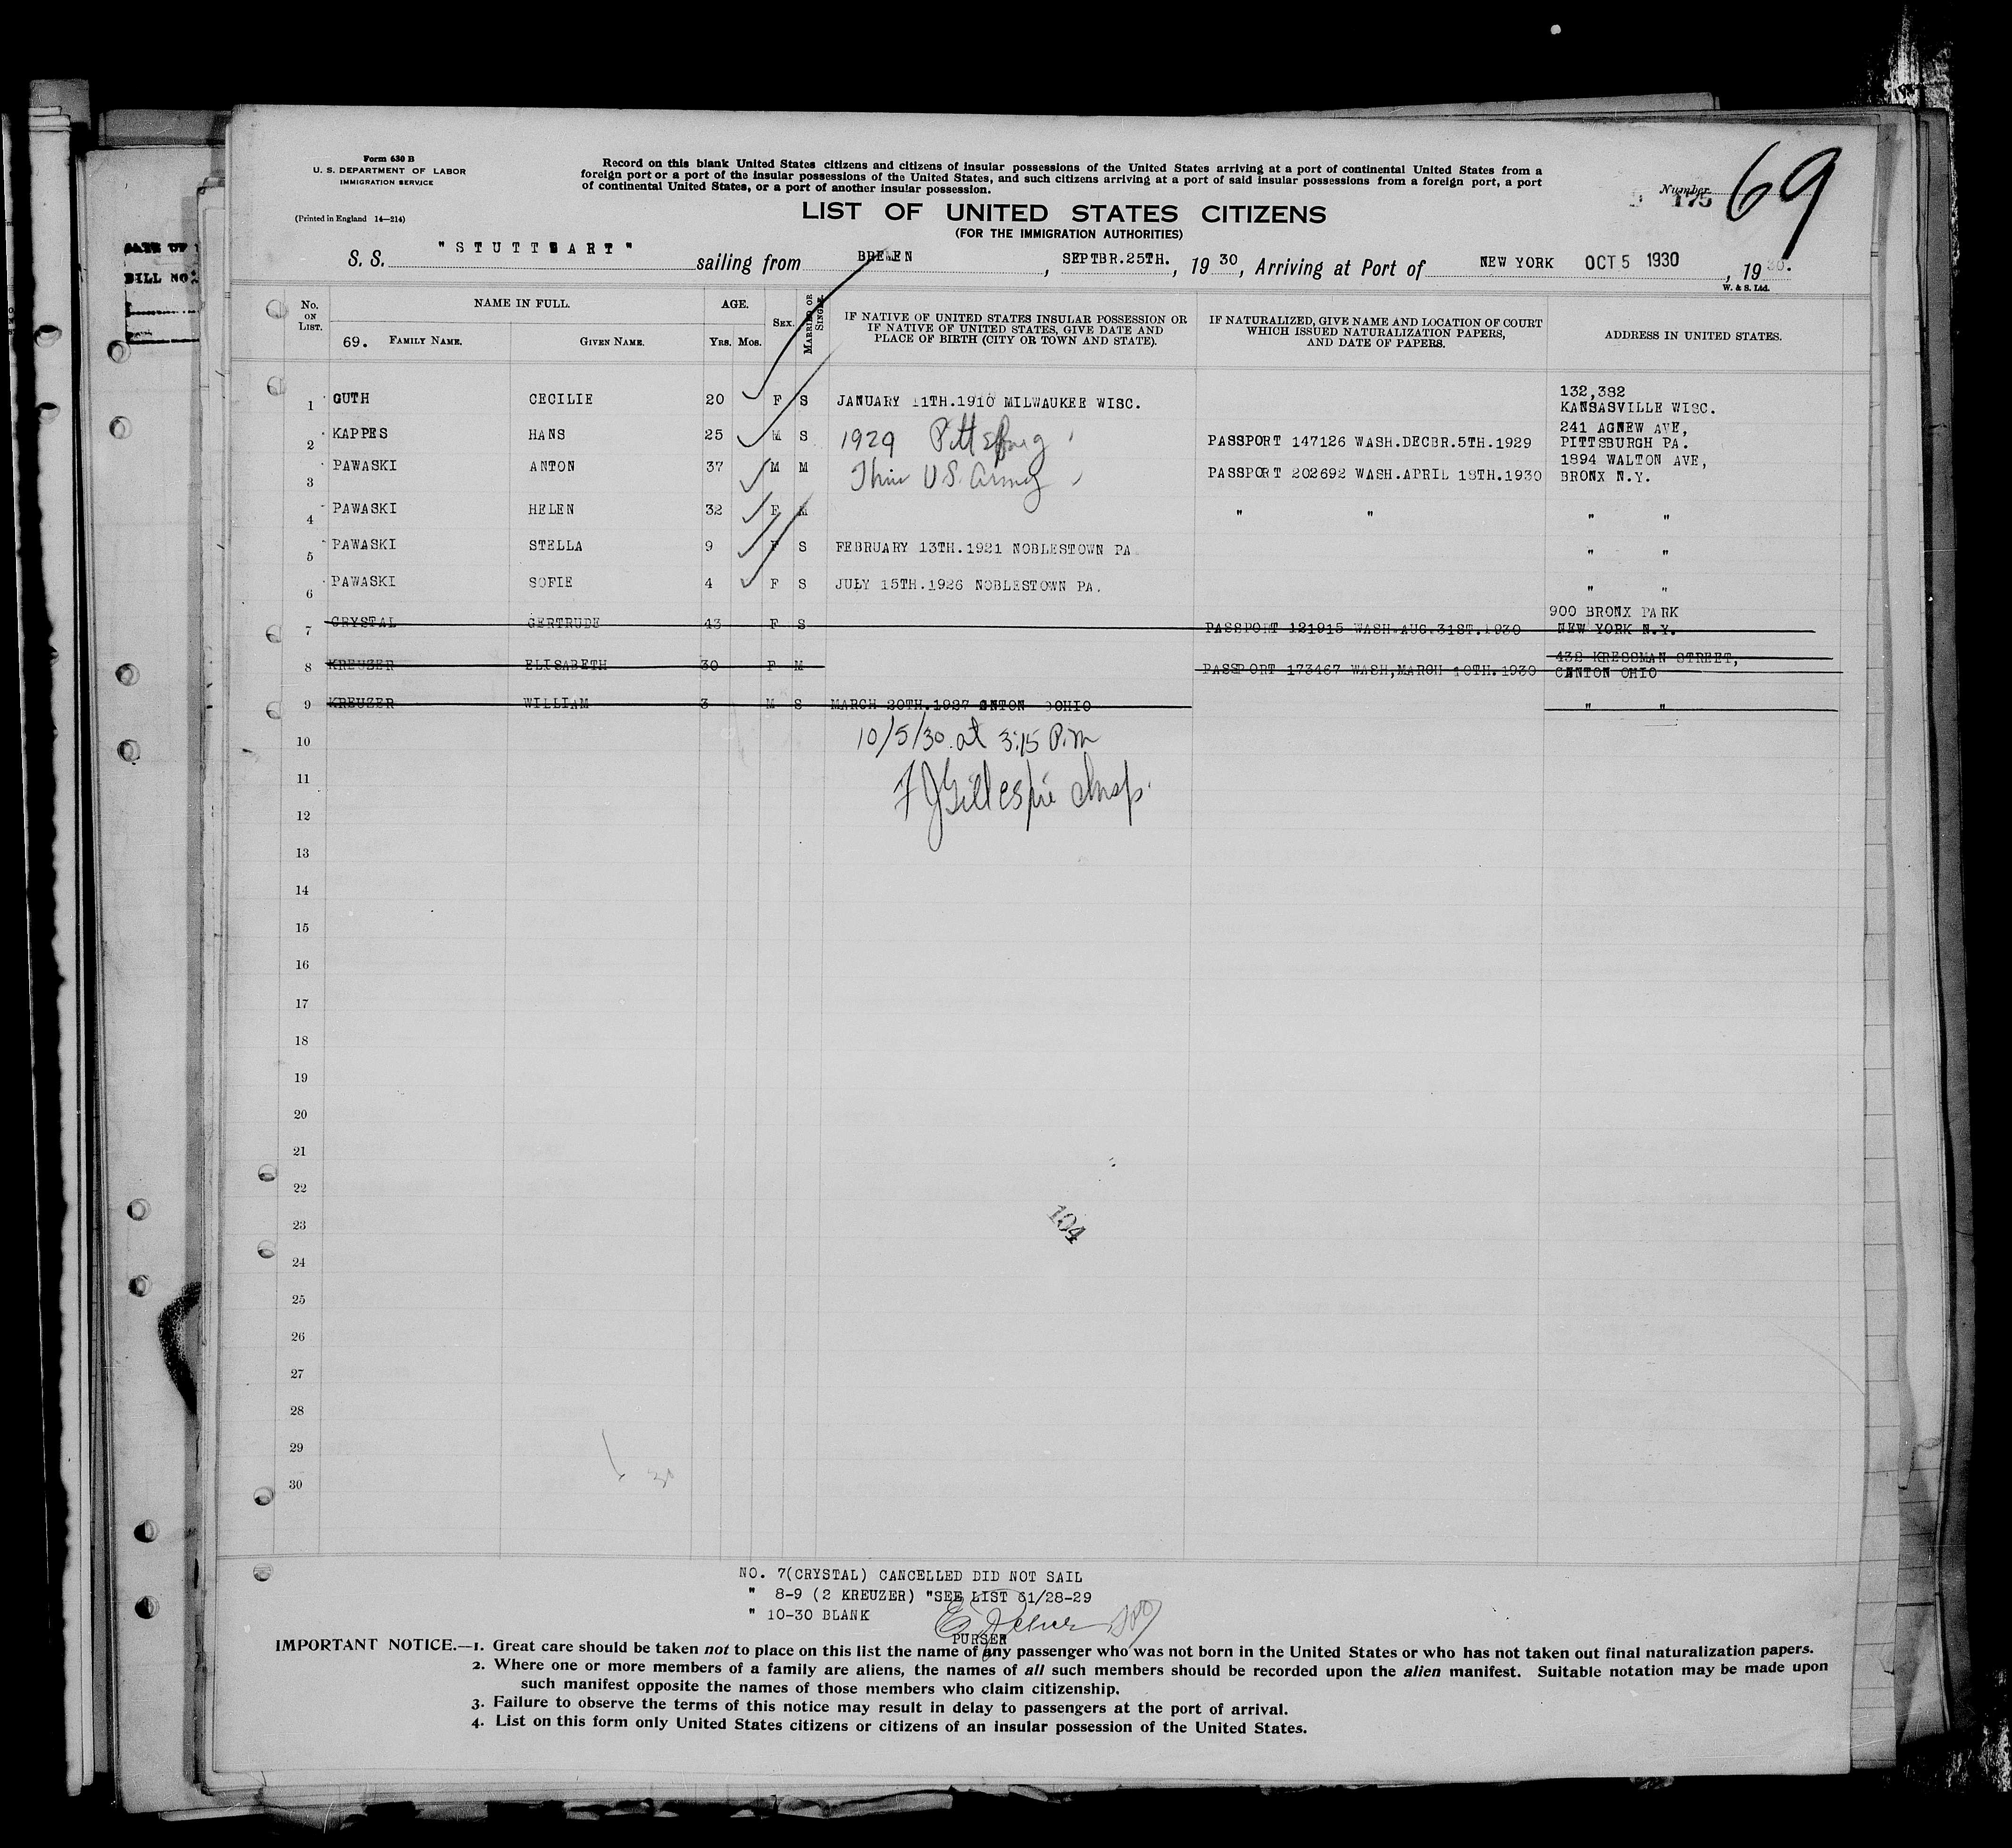 Form 630 B
U. S. DEPARTMENT OF LABOR
IMMIGRATION SERVICE
(Printed in England 14—214)
Record on this blank United States citizens and citizens of insular possessions of the United States arriving at a port of continental United States from a
foreign port or a port of the insular possessions of the United States, and such citizens arriving at a port of said insular possessions from a foreign port, a port
of continental United States, or a port of another insular possession.
Number 69
175
LIST OF UNITED STATES CITIZENS
(FOR THE IMMIGRATION AUTHORITIES)
S. S. "STUTTGART" sailing from BREMEN, SEPTBR.25TH., 19 30, Arriving at Port of NEW YORK OCT 5 1930, 19 30.
W. & S. Ltd.
No. ON LIST. NAME IN FULL. AGE. SEX. MARRIED OR SINGLE. IF NATIVE OF UNITED STATES INSULAR POSSESSION OR IF NATIVE OF UNITED STATES, GIVE DATE AND PLACE OF BIRTH (CITY OR TOWN AND STATE). IF NATURALIZED, GIVE NAME AND LOCATION OF COURT WHICH ISSUED NATURALIZATION PAPERS, AND DATE OF PAPERS. ADDRESS IN UNITED STATES.
69. FAMILY NAME. GIVEN NAME. YRS. MOS.
1 GUTH CECILIE 20 F S JANUARY 11TH.1910 MILWAUKEE WISC. 132,382 KANSASVILLE WISC.
2 KAPPES HANS 25 M S 1929 Pittsburg PASSPORT 147126 WASH.DECBR.5TH.1929 241 AGNEW AVE, PITTSBURGH PA.
3 PAWASKI ANTON 37 M M Thru U.S. Army PASSPORT 202692 WASH.APRIL 18TH.1930 1894 WALTON AVE, BRONX N.Y.
4 PAWASKI HELEN 32 F M " " " "
5 PAWASKI STELLA 9 F S FEBRUARY 13TH.1921 NOBLESTOWN PA. " "
6 PAWASKI SOFIE 4 F S JULY 15TH.1926 NOBLESTOWN PA. " "
7 CRYSTAL GERTRUDE 43 F S PASSPORT 121915 WASH.AUG.31ST.1930 900 BRONX PARK NEW YORK N.Y.
8 KREUZER ELISABETH 30 F M PASSPORT 173467 WASH,MARCH 10TH.1930 432 KRESSMAN STREET, CANTON OHIO
9 KREUZER WILLIAM 3 M S MARCH 20TH.1927 CANTON OHIO " "
10 10/5/30 at 3:15 P.m
11 F J Gillespie Insp.
12
13
14
15
16
17
18
19
20
21
22
23
104
24
25
26
27
28
29
30
NO. 7(CRYSTAL) CANCELLED DID NOT SAIL
" 8-9 (2 KREUZER) "SEE LIST 61/28-29
" 10-30 BLANK
PURSER
IMPORTANT NOTICE.—1. Great care should be taken not to place on this list the name of any passenger who was not born in the United States or who has not taken out final naturalization papers.
2. Where one or more members of a family are aliens, the names of all such members should be recorded upon the alien manifest. Suitable notation may be made upon
such manifest opposite the names of those members who claim citizenship.
3. Failure to observe the terms of this notice may result in delay to passengers at the port of arrival.
4. List on this form only United States citizens or citizens of an insular possession of the United States.